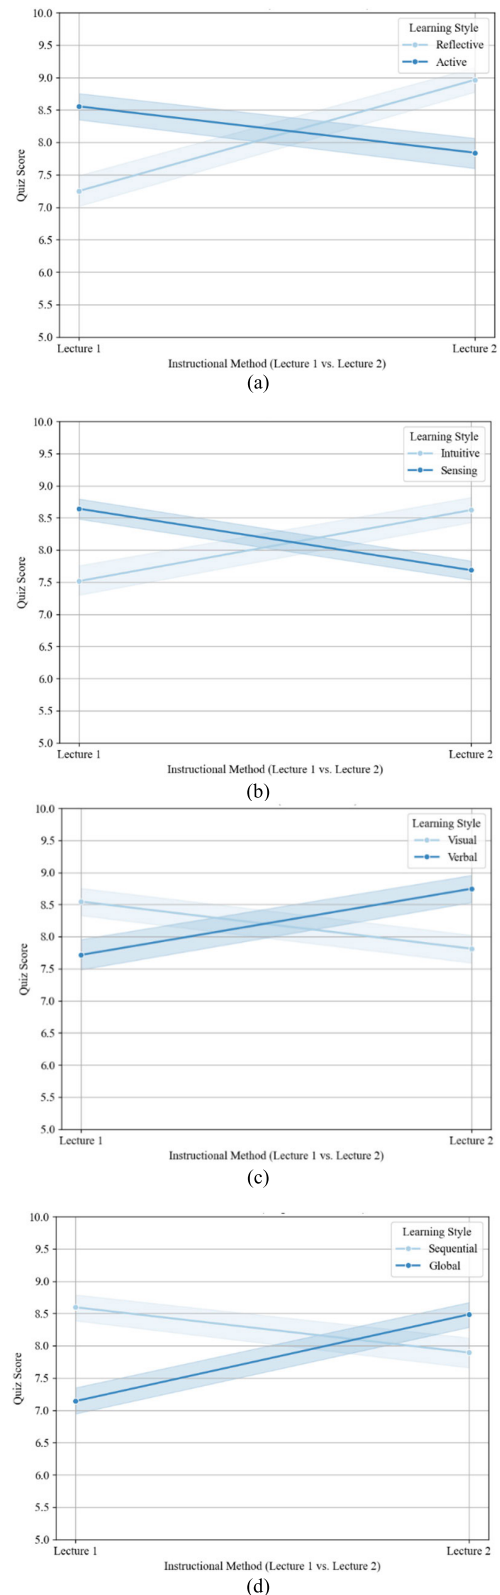 10.0
Learning Style
Reflective
Active
9.5
9.0
8.5
8.0
7.5
7.0
6.5
6.0
5.5
5.0
Quiz Score
Lecture 1
Lecture 2
Instructional Method (Lecture 1 vs. Lecture 2)
(a)
10.0
Learning Style
Intuitive
Sensing
9.5
9.0
8.5
8.0
7.5
7.0
6.5
6.0
5.5
5.0
Quiz Score
Lecture 1
Lecture 2
Instructional Method (Lecture 1 vs. Lecture 2)
(b)
10.0
Learning Style
Visual
Verbal
9.5
9.0
8.5
8.0
7.5
7.0
6.5
6.0
5.5
5.0
Quiz Score
Lecture 1
Lecture 2
Instructional Method (Lecture 1 vs. Lecture 2)
(c)
10.0
Learning Style
Sequential
Global
9.5
9.0
8.5
8.0
7.5
7.0
6.5
6.0
5.5
5.0
Quiz Score
Lecture 1
Lecture 2
Instructional Method (Lecture 1 vs. Lecture 2)
(d)